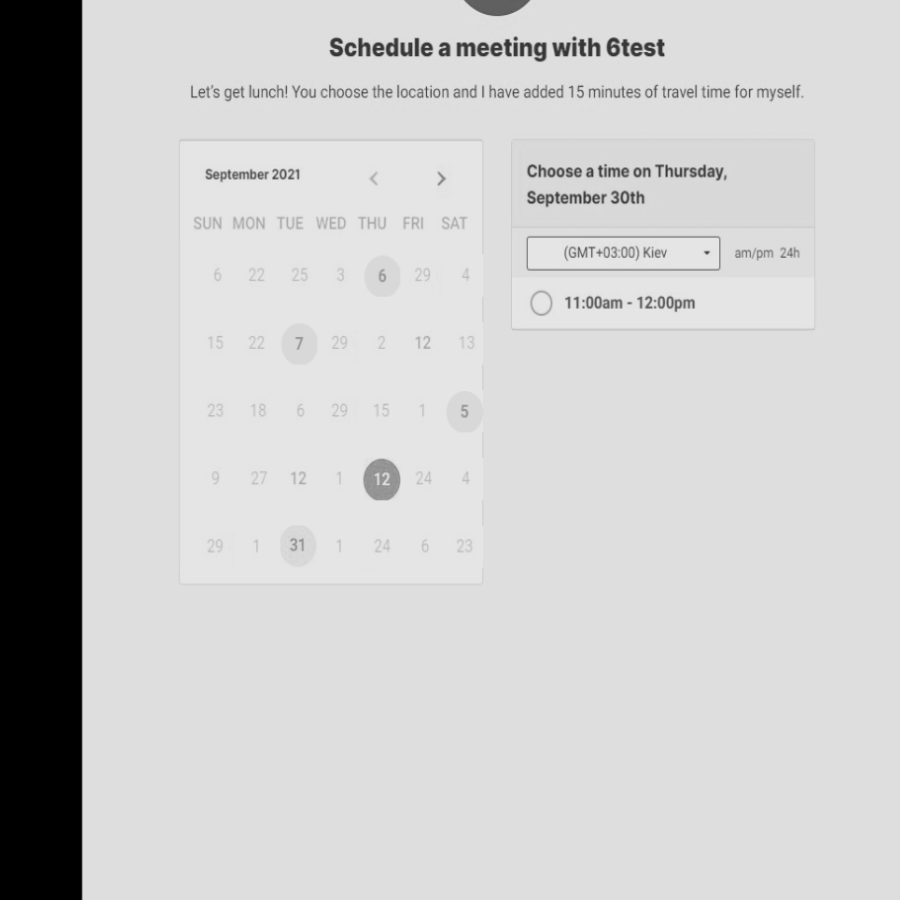 Schedule a meeting with 6test
Let's get lunch! You choose the location and I have added 15 minutes of travel time for myself.
September 2021
SUN MON TUE WED THU FRI SAT
6 22 25 3 6 29 4
15 22 7 29 2 12 13
23 18 6 29 15 1 5
9 27 12 1 12 24 4
29 1 31 1 24 6 23
Choose a time on Thursday,
September 30th
(GMT+03:00) Kiev am/pm 24h
11:00am - 12:00pm